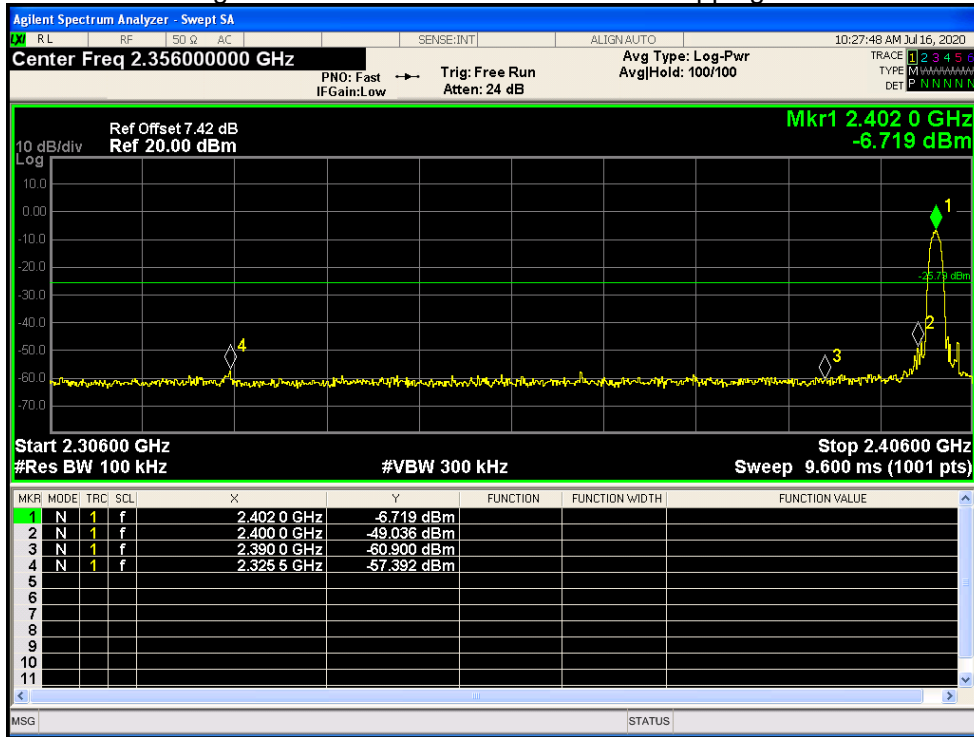 Agilent Spectrum Analyzer - Swept SA
LXI RL RF 50 Ω AC SENSE:INT ALIGN AUTO 10:27:48 AM Jul 16, 2020
Center Freq 2.356000000 GHz
PNO: Fast Trig: Free Run
IFGain:Low Atten: 24 dB
Avg Type: Log-Pwr
Avg|Hold: 100/100
TRACE 1 2 3 4 5 6
TYPE M
DET P N N N N N
Ref Offset 7.42 dB
Ref 20.00 dBm
10 dB/div
Log
Mkr1 2.402 0 GHz
-6.719 dBm
10.0
0.00
-10.0
-20.0
-30.0
-40.0
-50.0
-60.0
-70.0
1
-25.79 dBm
2
3
4
Start 2.30600 GHz Stop 2.40600 GHz
#Res BW 100 kHz #VBW 300 kHz Sweep 9.600 ms (1001 pts)
MKR MODE TRC SCL X Y FUNCTION FUNCTION WIDTH FUNCTION VALUE
1 N 1 f 2.402 0 GHz -6.719 dBm
2 N 1 f 2.400 0 GHz -49.036 dBm
3 N 1 f 2.390 0 GHz -60.900 dBm
4 N 1 f 2.325 5 GHz -57.392 dBm
5
6
7
8
9
10
11
MSG STATUS